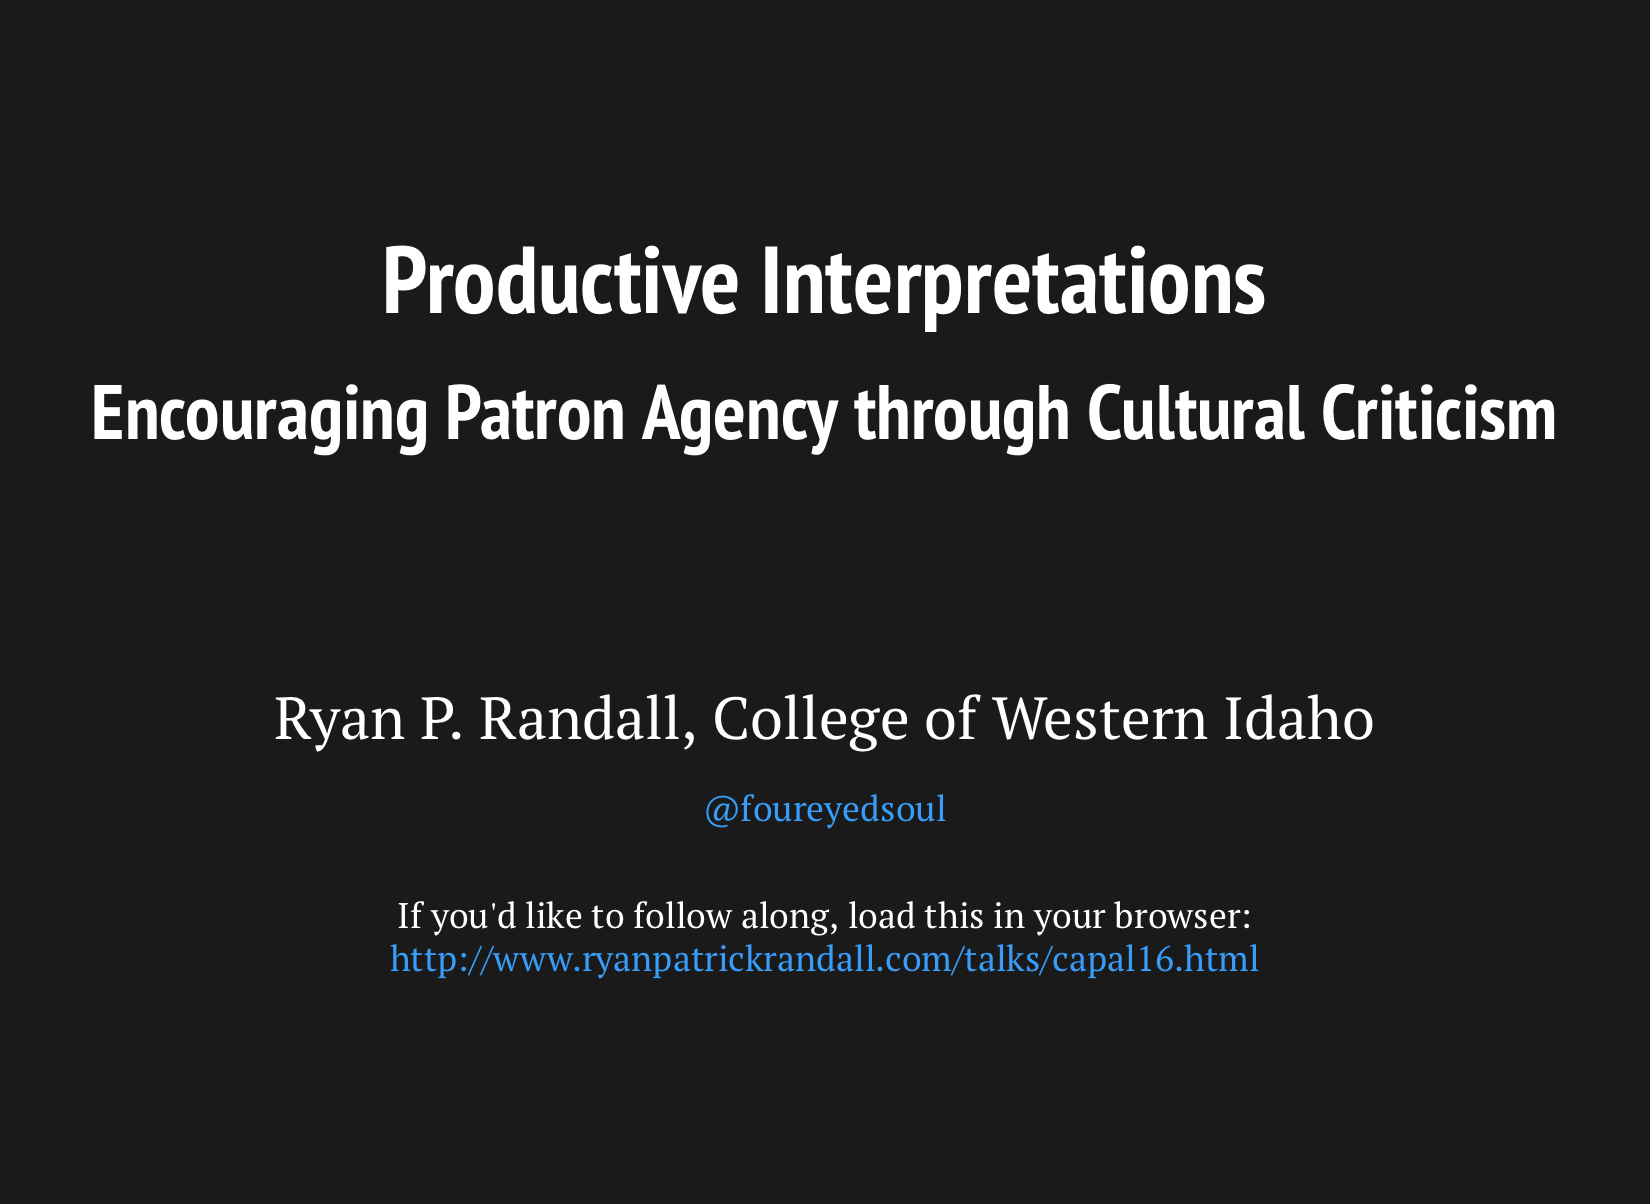 Productive Interpretations
Encouraging Patron Agency through Cultural Criticism
Ryan P. Randall, College of Western Idaho
@foureyedsoul
If you'd like to follow along, load this in your browser:
http://www.ryanpatrickrandall.com/talks/capal16.html